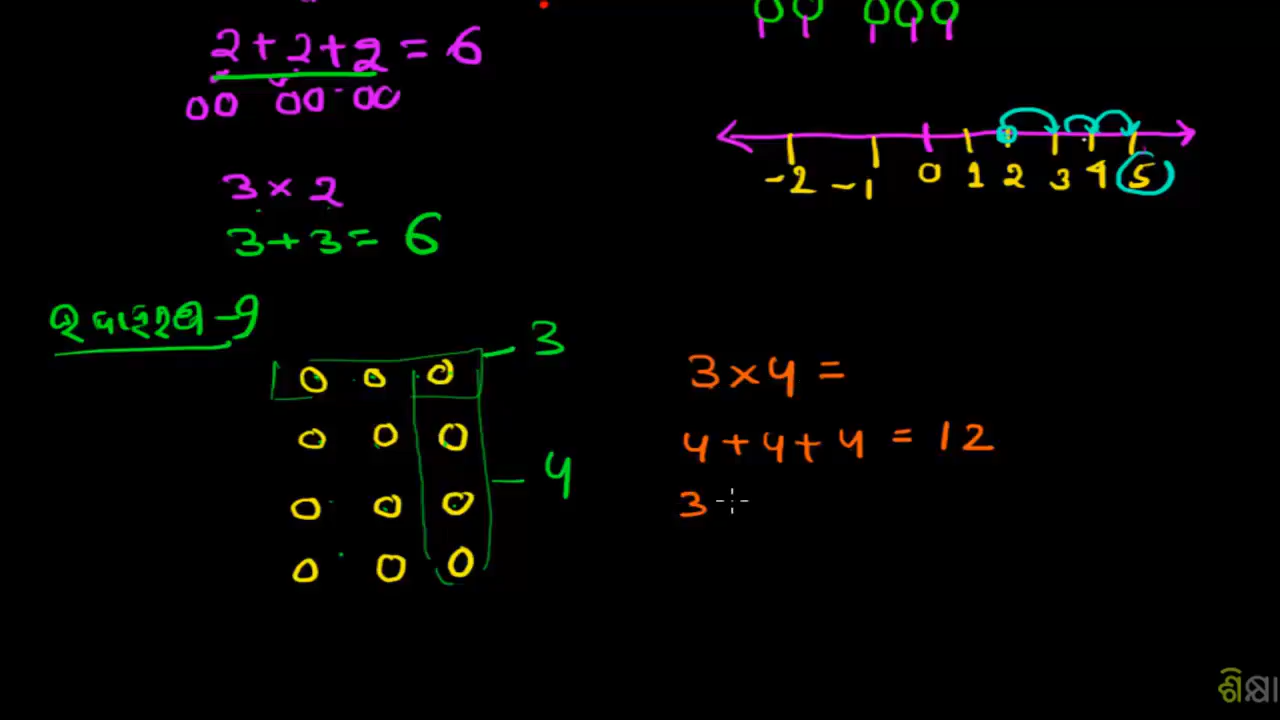 2 + 2 + 2 = 6
-2 -1 0 1 2 3 4 5
3 × 2
3 + 3 = 6
ଉଦାହରଣ -୨
3
3 × 4 =
4 + 4 + 4 = 12
4
3
ଶିକ୍ଷା